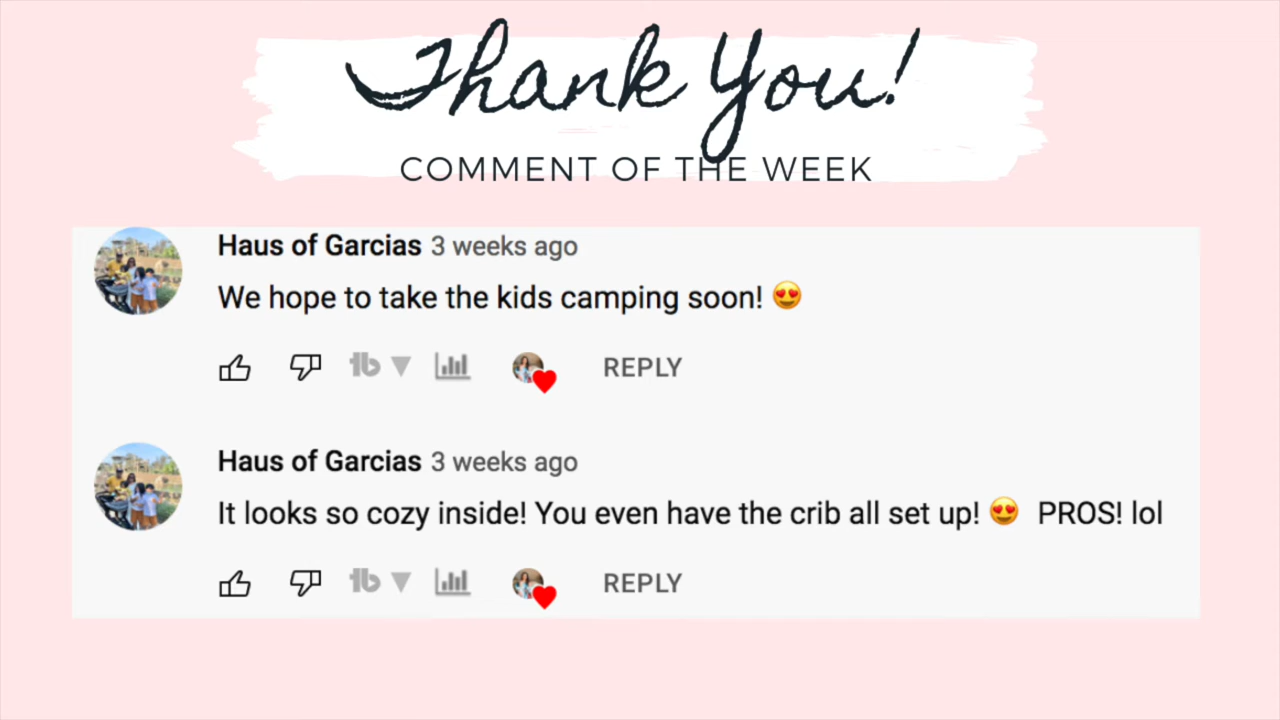 Thank You!
COMMENT OF THE WEEK
Haus of Garcias 3 weeks ago
We hope to take the kids camping soon! 😍
tb
REPLY
Haus of Garcias 3 weeks ago
It looks so cozy inside! You even have the crib all set up! 😍 PROS! lol
tb
REPLY